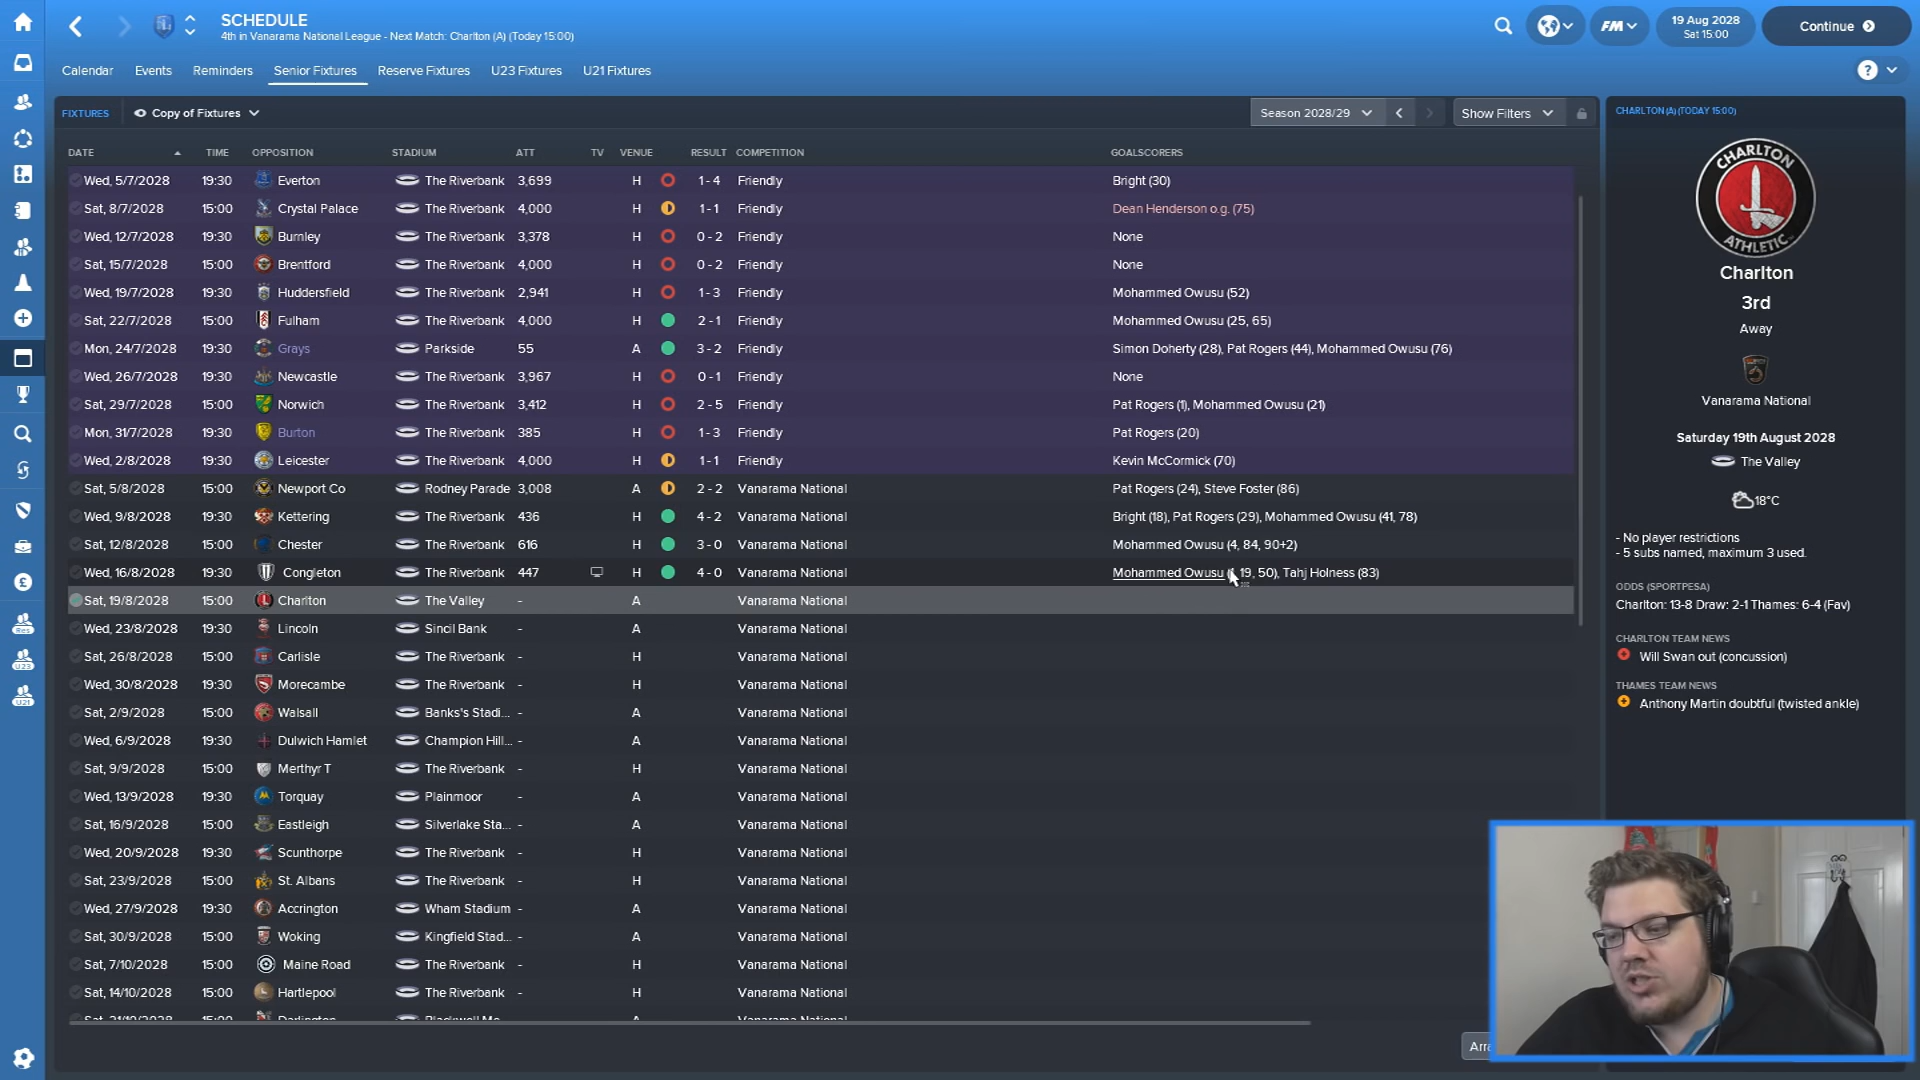 SCHEDULE
4th in Vanarama National League - Next Match: Charlton (A) (Today 15:00)
FM
19 Aug 2028
Sat 15:00
Continue
Calendar Events Reminders Senior Fixtures Reserve Fixtures U23 Fixtures U21 Fixtures
?
FIXTURES Copy of Fixtures Season 2028/29 Show Filters
DATE TIME OPPOSITION STADIUM ATT TV VENUE RESULT COMPETITION GOALSCORERS
Wed, 5/7/2028 19:30 Everton The Riverbank 3,699 H 1 - 4 Friendly Bright (30)
Sat, 8/7/2028 15:00 Crystal Palace The Riverbank 4,000 H 1 - 1 Friendly Dean Henderson o.g. (75)
Wed, 12/7/2028 19:30 Burnley The Riverbank 3,378 H 0 - 2 Friendly None
Sat, 15/7/2028 15:00 Brentford The Riverbank 4,000 H 0 - 2 Friendly None
Wed, 19/7/2028 19:30 Huddersfield The Riverbank 2,941 H 1 - 3 Friendly Mohammed Owusu (52)
Sat, 22/7/2028 15:00 Fulham The Riverbank 4,000 H 2 - 1 Friendly Mohammed Owusu (25, 65)
Mon, 24/7/2028 19:30 Grays Parkside 55 A 3 - 2 Friendly Simon Doherty (28), Pat Rogers (44), Mohammed Owusu (76)
Wed, 26/7/2028 19:30 Newcastle The Riverbank 3,967 H 0 - 1 Friendly None
Sat, 29/7/2028 15:00 Norwich The Riverbank 3,412 H 2 - 5 Friendly Pat Rogers (1), Mohammed Owusu (21)
Mon, 31/7/2028 19:30 Burton The Riverbank 385 H 1 - 3 Friendly Pat Rogers (20)
Wed, 2/8/2028 19:30 Leicester The Riverbank 4,000 H 1 - 1 Friendly Kevin McCormick (70)
Sat, 5/8/2028 15:00 Newport Co Rodney Parade 3,008 A 2 - 2 Vanarama National Pat Rogers (24), Steve Foster (86)
Wed, 9/8/2028 19:30 Kettering The Riverbank 436 H 4 - 2 Vanarama National Bright (18), Pat Rogers (29), Mohammed Owusu (41, 78)
Sat, 12/8/2028 15:00 Chester The Riverbank 616 H 3 - 0 Vanarama National Mohammed Owusu (4, 84, 90+2)
Wed, 16/8/2028 19:30 Congleton The Riverbank 447 H 4 - 0 Vanarama National Mohammed Owusu 19, 50), Tahj Holness (83)
Sat, 19/8/2028 15:00 Charlton The Valley - A Vanarama National
Wed, 23/8/2028 19:30 Lincoln Sincil Bank - A Vanarama National
Sat, 26/8/2028 15:00 Carlisle The Riverbank - H Vanarama National
Wed, 30/8/2028 19:30 Morecambe The Riverbank - H Vanarama National
Sat, 2/9/2028 15:00 Walsall Banks's Stadi... - A Vanarama National
Wed, 6/9/2028 19:30 Dulwich Hamlet Champion Hill... - A Vanarama National
Sat, 9/9/2028 15:00 Merthyr T The Riverbank - H Vanarama National
Wed, 13/9/2028 19:30 Torquay Plainmoor - A Vanarama National
Sat, 16/9/2028 15:00 Eastleigh Silverlake Sta... - A Vanarama National
Wed, 20/9/2028 19:30 Scunthorpe The Riverbank - H Vanarama National
Sat, 23/9/2028 15:00 St. Albans The Riverbank - H Vanarama National
Wed, 27/9/2028 19:30 Accrington Wham Stadium - A Vanarama National
Sat, 30/9/2028 15:00 Woking Kingfield Stad... - A Vanarama National
Sat, 7/10/2028 15:00 Maine Road The Riverbank - H Vanarama National
Sat, 14/10/2028 15:00 Hartlepool The Riverbank - H Vanarama National
Sat, 21/10/2028 15:00 Darlington Blackwell Me... - A Vanarama National
Arra
CHARLTON (A) (TODAY 15:00)
CHARLTON
ATHLETIC
Charlton
3rd
Away
Vanarama National
Saturday 19th August 2028
The Valley
18°C
- No player restrictions
- 5 subs named, maximum 3 used.
ODDS (SPORTPESA)
Charlton: 13-8 Draw: 2-1 Thames: 6-4 (Fav)
CHARLTON TEAM NEWS
Will Swan out (concussion)
THAMES TEAM NEWS
Anthony Martin doubtful (twisted ankle)
Res
U23
U21